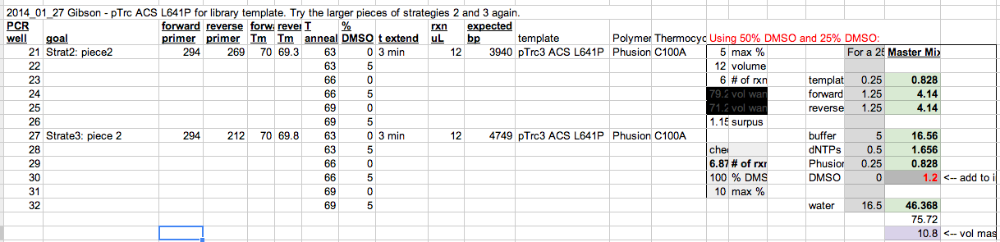 2014_01_27 Gibson - pTrc ACS L641P for library template. Try the larger pieces of strategies 2 and 3 again.
PCR well goal forward primer reverse primer forw Tm rever Tm T anneal % DMSO t extend rxn uL expected bp template Polymer Thermocyc Using 50% DMSO and 25% DMSO:
21 Strat2: piece2 294 269 70 69.3 63 0 3 min 12 3940 pTrc3 ACS L641P Phusion C100A 5 max % For a 25 Master Mix
22 63 5 12 volume
23 66 0 6 # of rxn templat 0.25 0.828
24 66 5 79.2 vol wan forward 1.25 4.14
25 69 0 71.2 vol wan reverse 1.25 4.14
26 69 5 1.15 surpus
27 Strate3: piece 2 294 212 70 69.8 63 0 3 min 12 4749 pTrc3 ACS L641P Phusion C100A buffer 5 16.56
28 63 5 chec dNTPs 0.5 1.656
29 66 0 6.87 # of rxr Phusior 0.25 0.828
30 66 5 100 % DMS DMSO 0 1.2 <-- add to i
31 69 0 10 max %
32 69 5 water 16.5 46.368
75.72
10.8 <-- vol mas